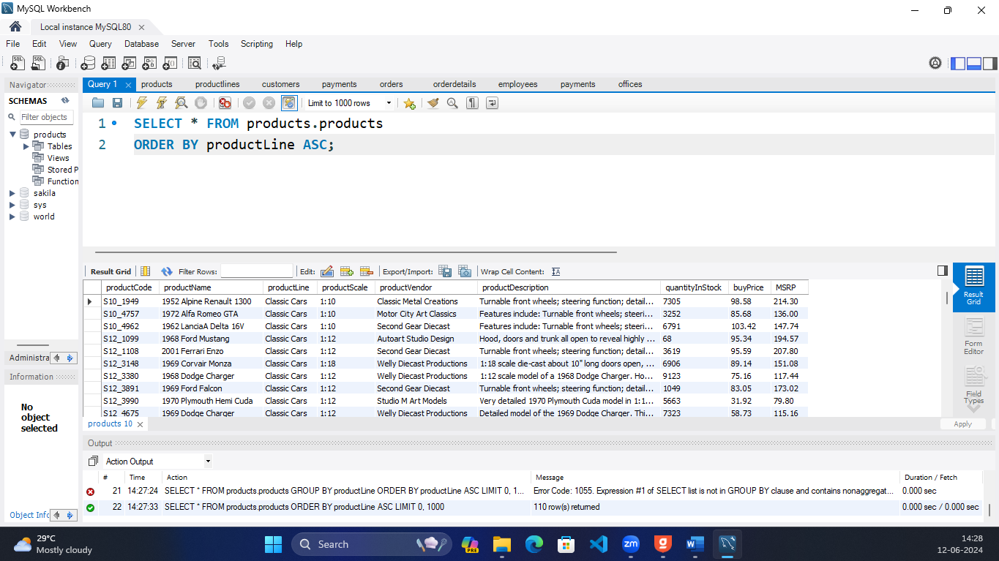 MySQL Workbench
Local instance MySQL80
File Edit View Query Database Server Tools Scripting Help
Navigator
SCHEMAS
Filter objects
products
Tables
Views
Stored P
Function
sakila
sys
world
Administra
Information
No
object
selected
Object Info
Query 1 products productlines customers payments orders orderdetails employees payments offices
Limit to 1000 rows
1 SELECT * FROM products.products
2 ORDER BY productLine ASC;
Result Grid Filter Rows: Edit: Export/Import: Wrap Cell Content:
productCode productName productLine productScale productVendor productDescription quantityInStock buyPrice MSRP
S10_1949 1952 Alpine Renault 1300 Classic Cars 1:10 Classic Metal Creations Turnable front wheels; steering function; detail... 7305 98.58 214.30
S10_4757 1972 Alfa Romeo GTA Classic Cars 1:10 Motor City Art Classics Features include: Turnable front wheels; steeri... 3252 85.68 136.00
S10_4962 1962 LanciaA Delta 16V Classic Cars 1:10 Second Gear Diecast Features include: Turnable front wheels; steeri... 6791 103.42 147.74
S12_1099 1968 Ford Mustang Classic Cars 1:12 Autoart Studio Design Hood, doors and trunk all open to reveal highly ... 68 95.34 194.57
S12_1108 2001 Ferrari Enzo Classic Cars 1:12 Second Gear Diecast Turnable front wheels; steering function; detail... 3619 95.59 207.80
S12_3148 1969 Corvair Monza Classic Cars 1:18 Welly Diecast Productions 1:18 scale die-cast about 10" long doors open, ... 6906 89.14 151.08
S12_3380 1968 Dodge Charger Classic Cars 1:12 Welly Diecast Productions 1:12 scale model of a 1968 Dodge Charger. Ho... 9123 75.16 117.44
S12_3891 1969 Ford Falcon Classic Cars 1:12 Second Gear Diecast Turnable front wheels; steering function; detail... 1049 83.05 173.02
S12_3990 1970 Plymouth Hemi Cuda Classic Cars 1:12 Studio M Art Models Very detailed 1970 Plymouth Cuda model in 1:1... 5663 31.92 79.80
S12_4675 1969 Dodge Charger Classic Cars 1:12 Welly Diecast Productions Detailed model of the 1969 Dodge Charger. Thi... 7323 58.73 115.16
Result
Grid
Form
Editor
Field
Types
products 10
Apply
Output
Action Output
# Time Action Message Duration / Fetch
21 14:27:24 SELECT * FROM products.products GROUP BY productLine ORDER BY productLine ASC LIMIT 0, 1... Error Code: 1055. Expression #1 of SELECT list is not in GROUP BY clause and contains nonaggregat... 0.000 sec
22 14:27:33 SELECT * FROM products.products ORDER BY productLine ASC LIMIT 0, 1000 110 row(s) returned 0.000 sec / 0.000 sec
29°C
Mostly cloudy
Search
PRE
zm
14:28
12-06-2024